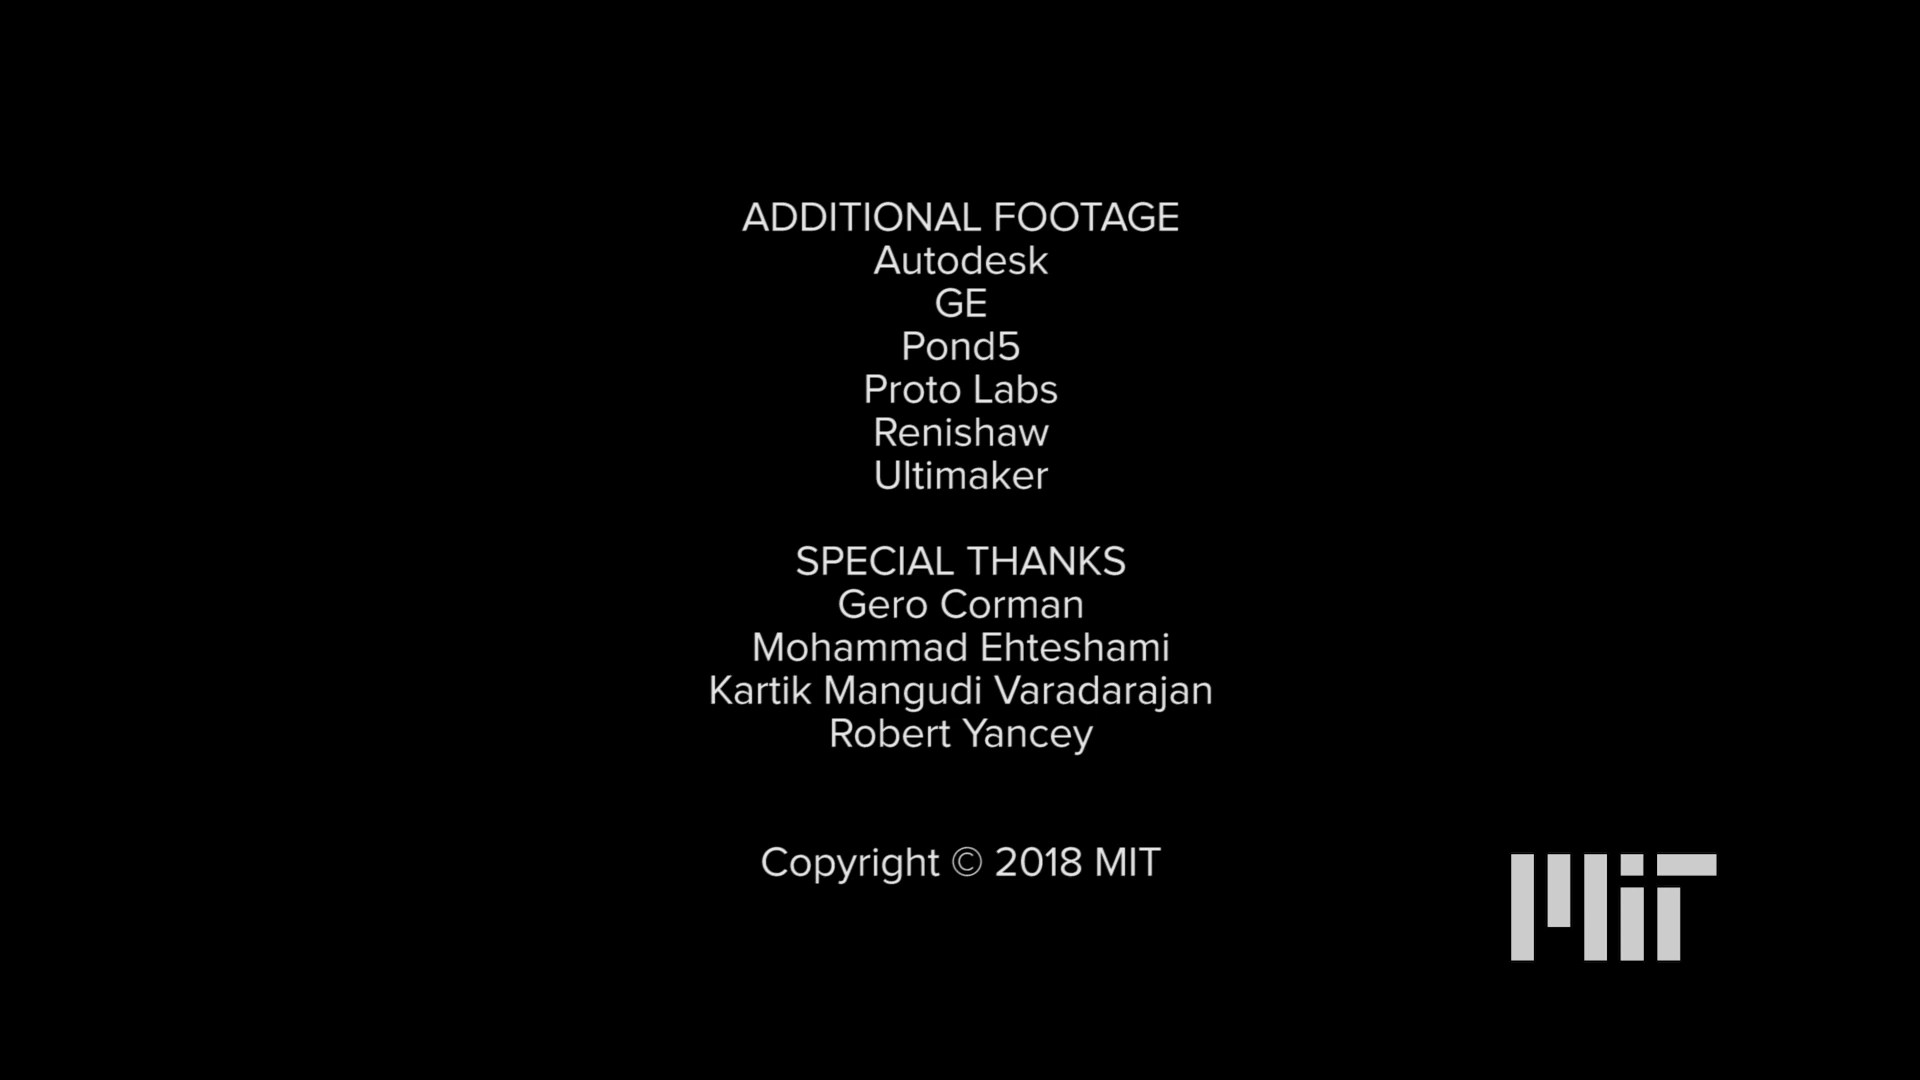 ADDITIONAL FOOTAGE
Autodesk
GE
Pond5
Proto Labs
Renishaw
Ultimaker
SPECIAL THANKS
Gero Corman
Mohammad Ehteshami
Kartik Mangudi Varadarajan
Robert Yancey
Copyright © 2018 MIT
MIT